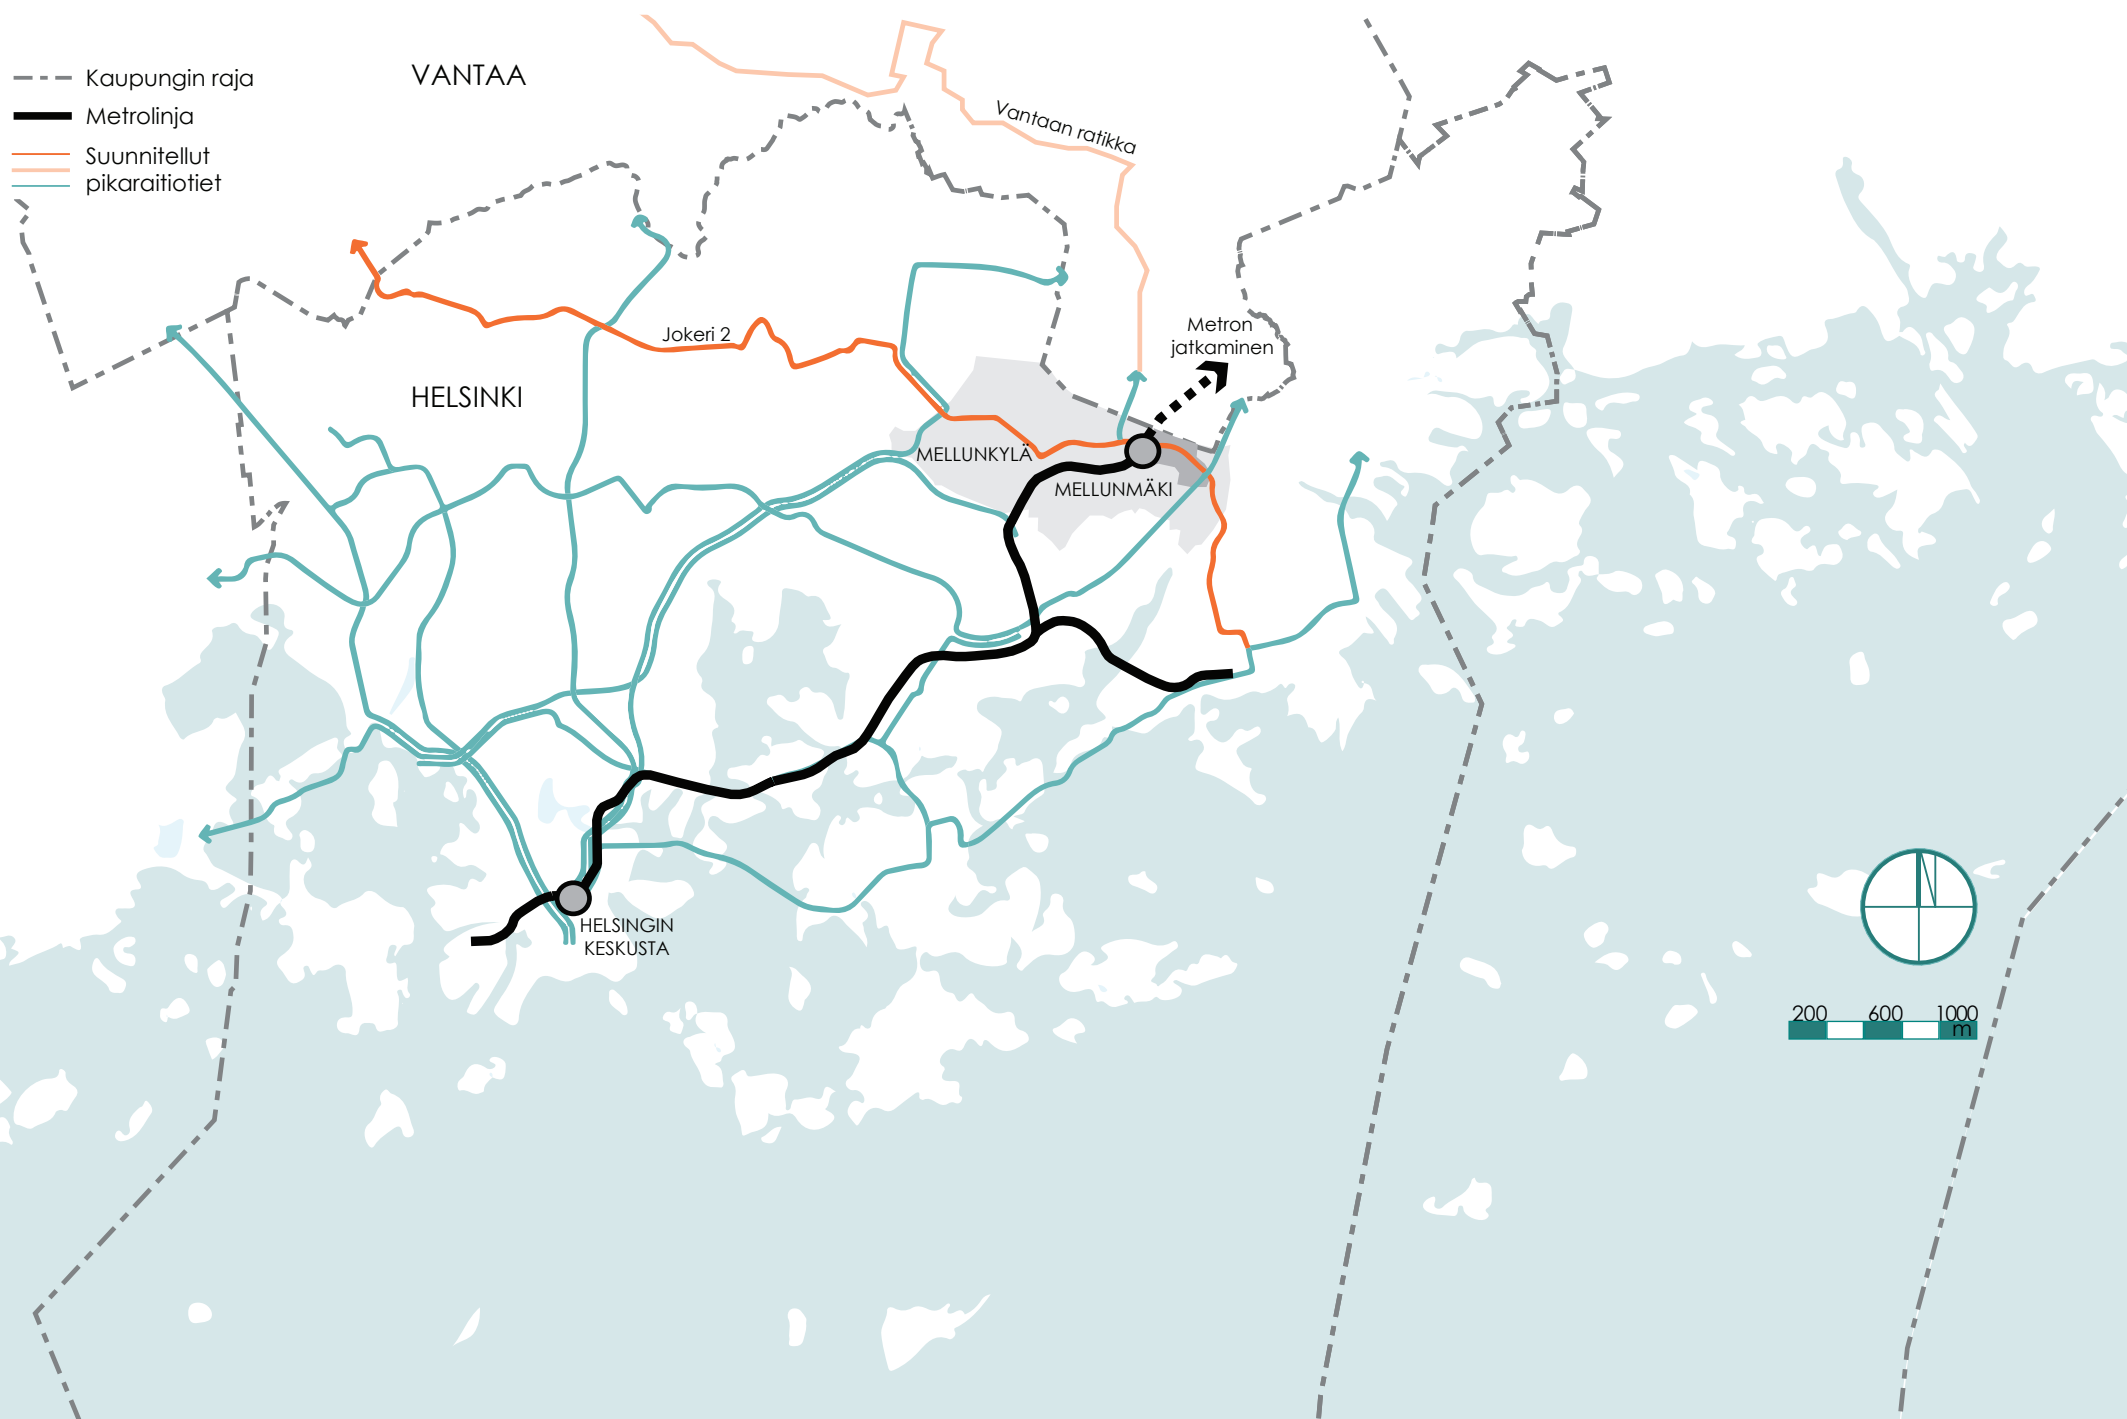 Kaupungin raja
Metrolinja
Suunnitellut
pikaraitiotiet
VANTAA
Vantaan ratikka
Jokeri 2
Metron
jatkaminen
HELSINKI
MELLUNKYLÄ
MELLUNMÄKI
HELSINGIN
KESKUSTA
200 600 1000
m